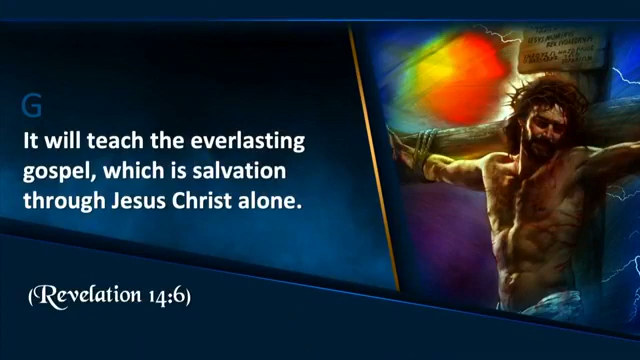 G
It will teach the everlasting
gospel, which is salvation
through Jesus Christ alone.
(Revelation 14:6)